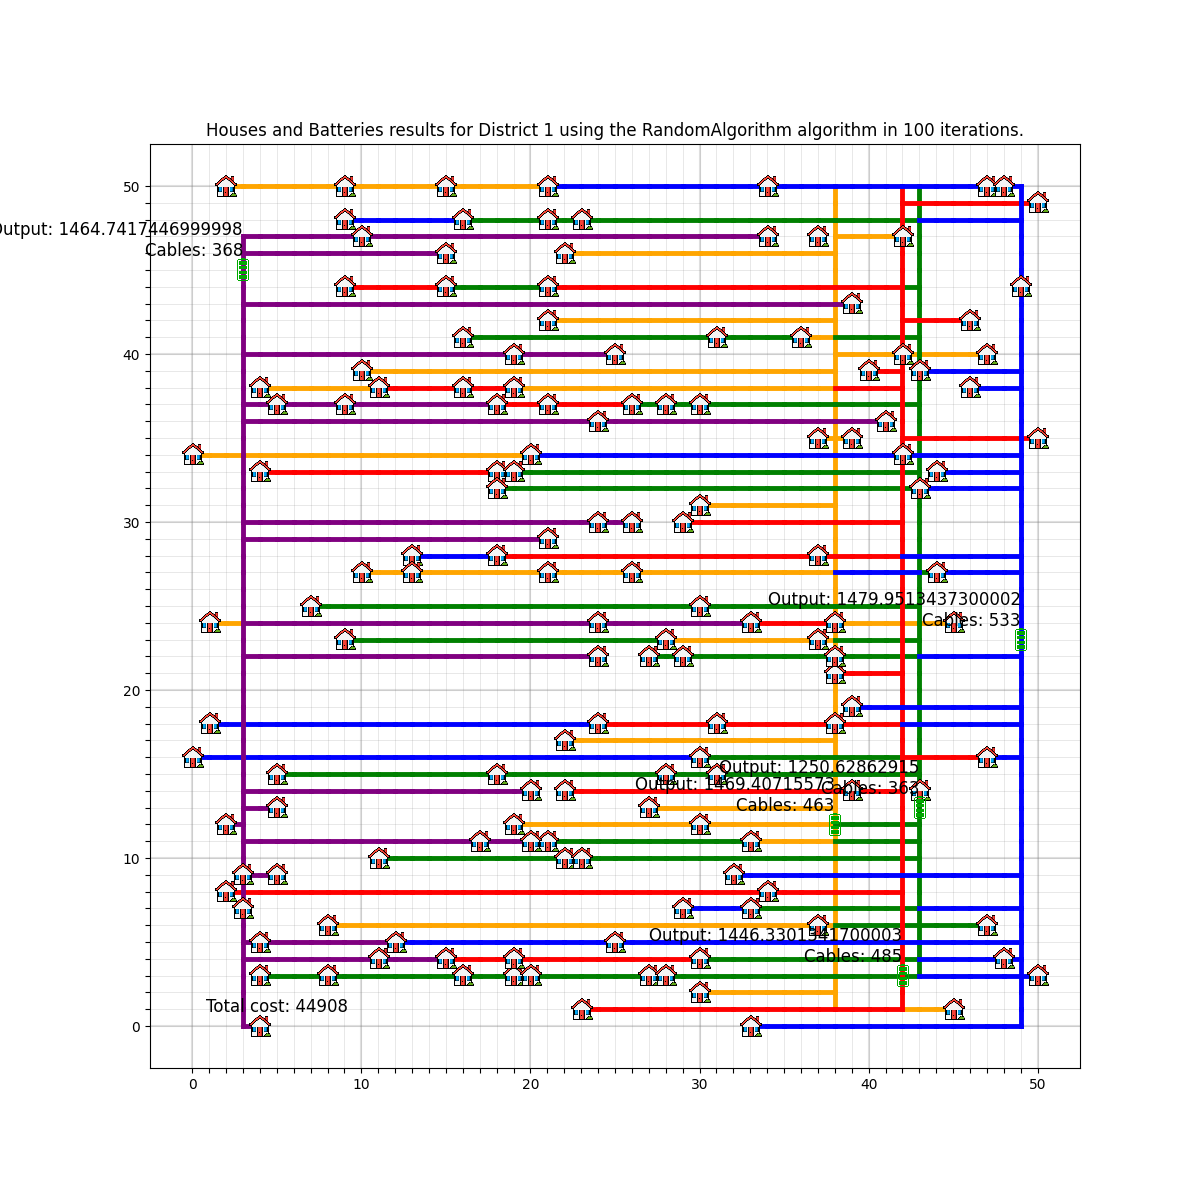 Houses and Batteries results for District 1 using the RandomAlgorithm algorithm in 100 iterations.
50
40
30
20
10
0
Output: 1464.7417446999998
Cables: 368
Output: 1479.9513437300002
Cables: 533
Output: 1250.62862915
Cables: 363
Output: 1469.40715573
Cables: 463
Output: 1446.3301541700003
Cables: 485
Total cost: 44908
0 10 20 30 40 50